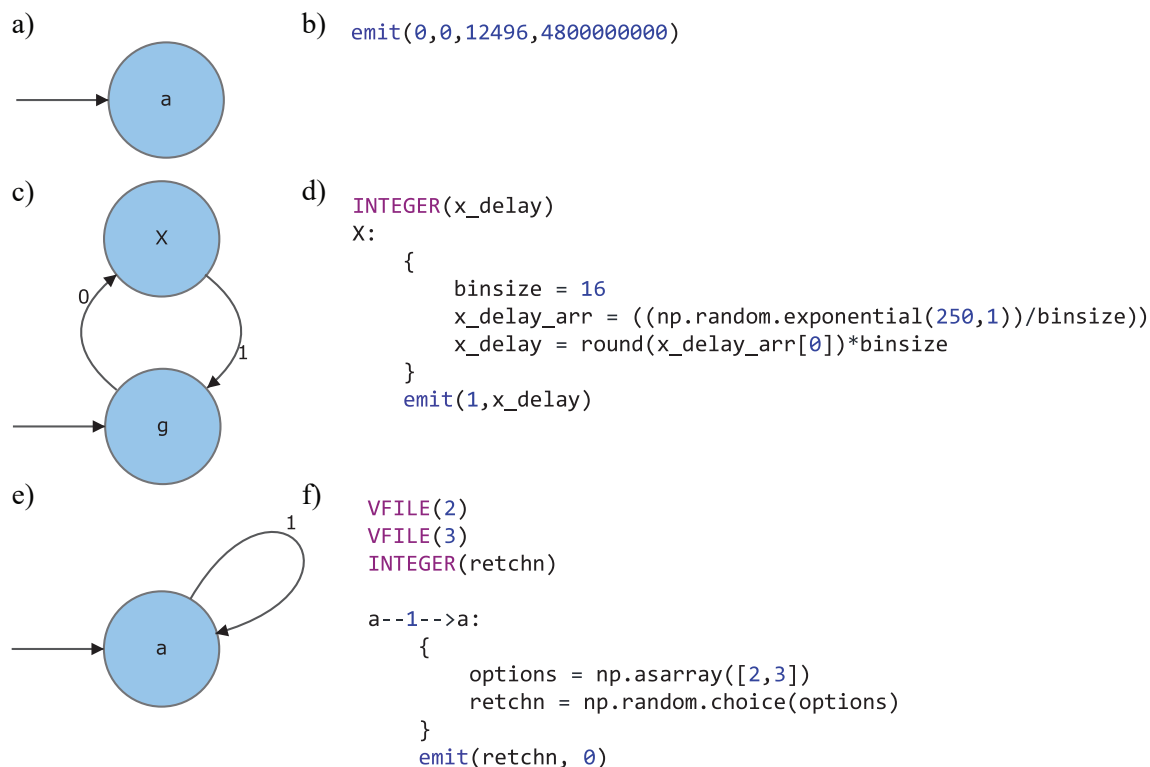 a)
a
b)
emit(0,0,12496,4800000000)
c)
X
0
1
g
d)
INTEGER(x_delay)
X:
{
binsize = 16
x_delay_arr = ((np.random.exponential(250,1))/binsize))
x_delay = round(x_delay_arr[0])*binsize
}
emit(1,x_delay)
e)
1
a
f)
VFILE(2)
VFILE(3)
INTEGER(retchn)
a--1-->a:
{
options = np.asarray([2,3])
retchn = np.random.choice(options)
}
emit(retchn, 0)